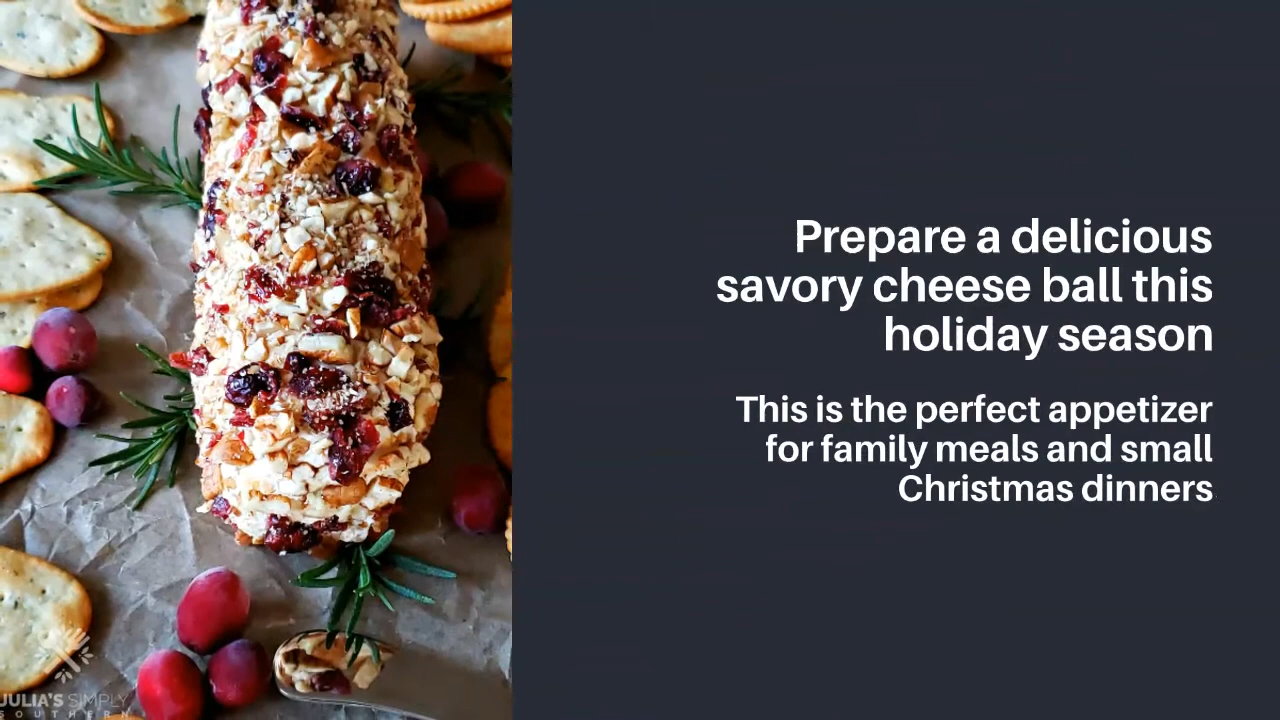 Prepare a delicious
savory cheese ball this
holiday season
This is the perfect appetizer
for family meals and small
Christmas dinners
JULIA'S SIMPLY
SOUTHERN